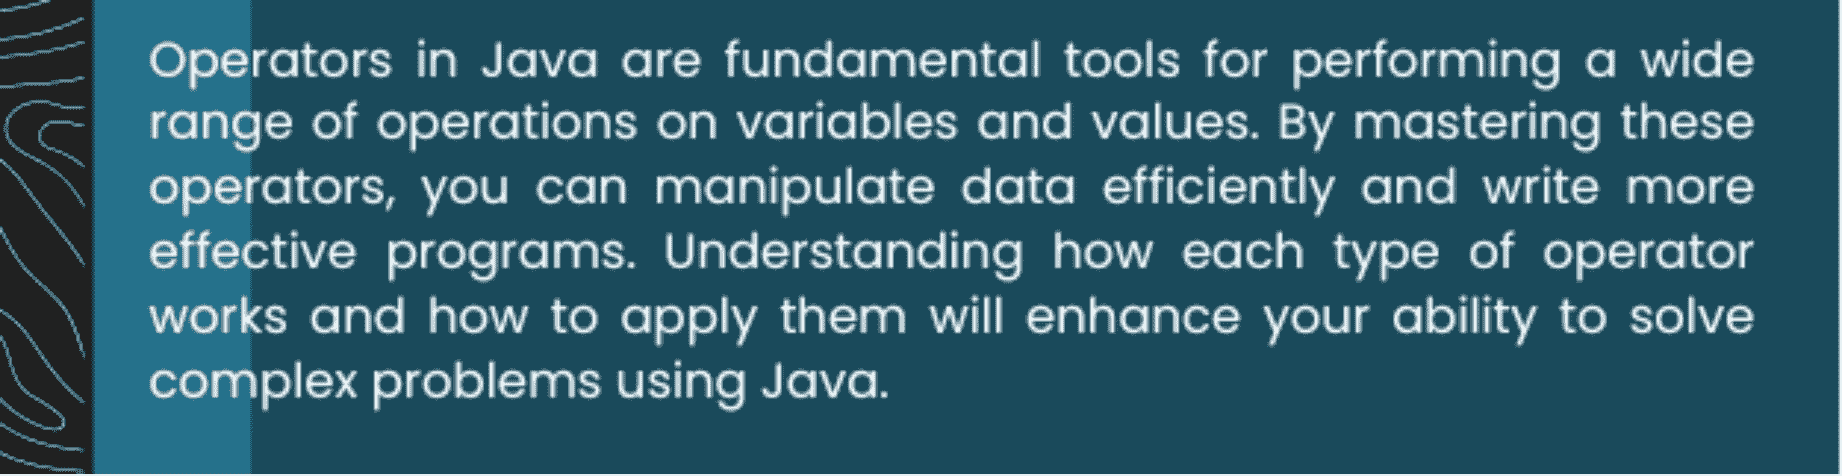 Operators in Java are fundamental tools for performing a wide
range of operations on variables and values. By mastering these
operators, you can manipulate data efficiently and write more
effective programs. Understanding how each type of operator
works and how to apply them will enhance your ability to solve
complex problems using Java.